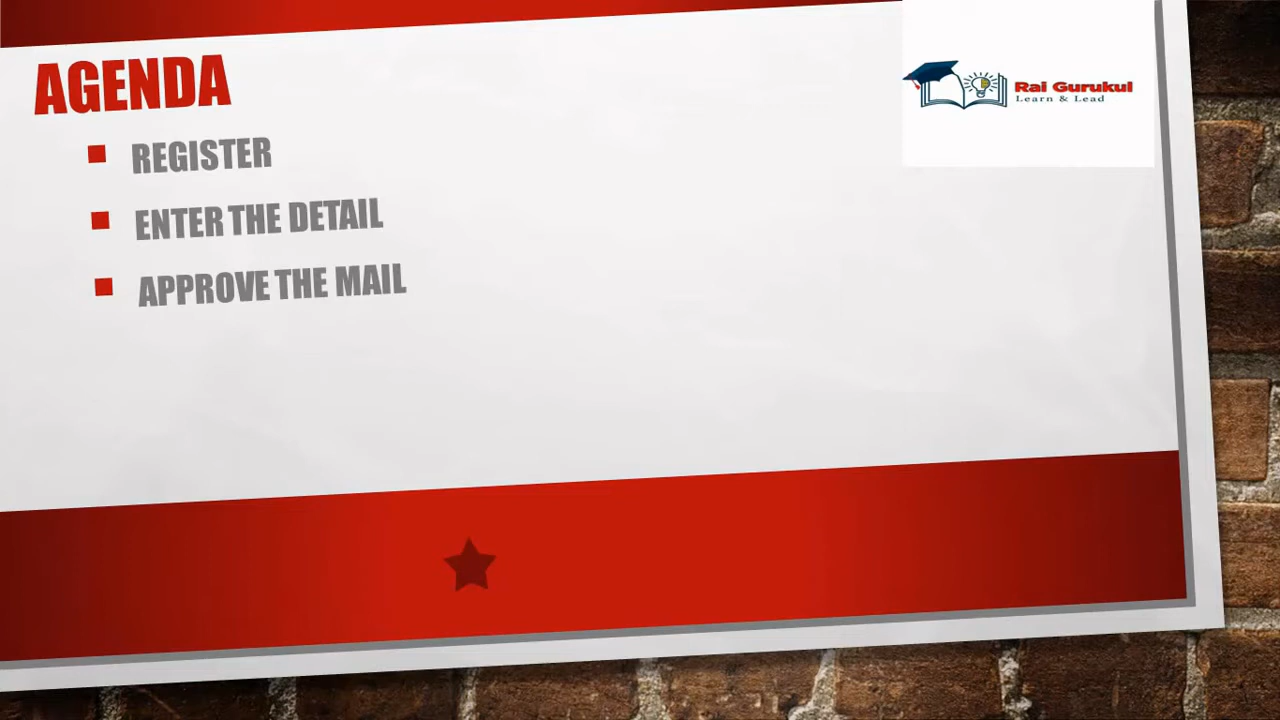 AGENDA
REGISTER
ENTER THE DETAIL
APPROVE THE MAIL
Rai Gurukul
Learn & Lead